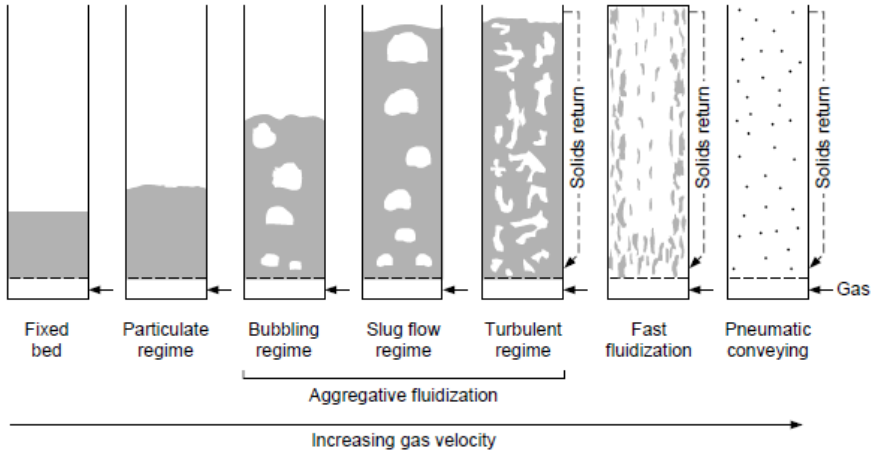 Solids return
Solids return
Solids return
Gas
Fixed
bed
Particulate
regime
Bubbling
regime
Slug flow
regime
Turbulent
regime
Fast
fluidization
Pneumatic
conveying
Aggregative fluidization
Increasing gas velocity